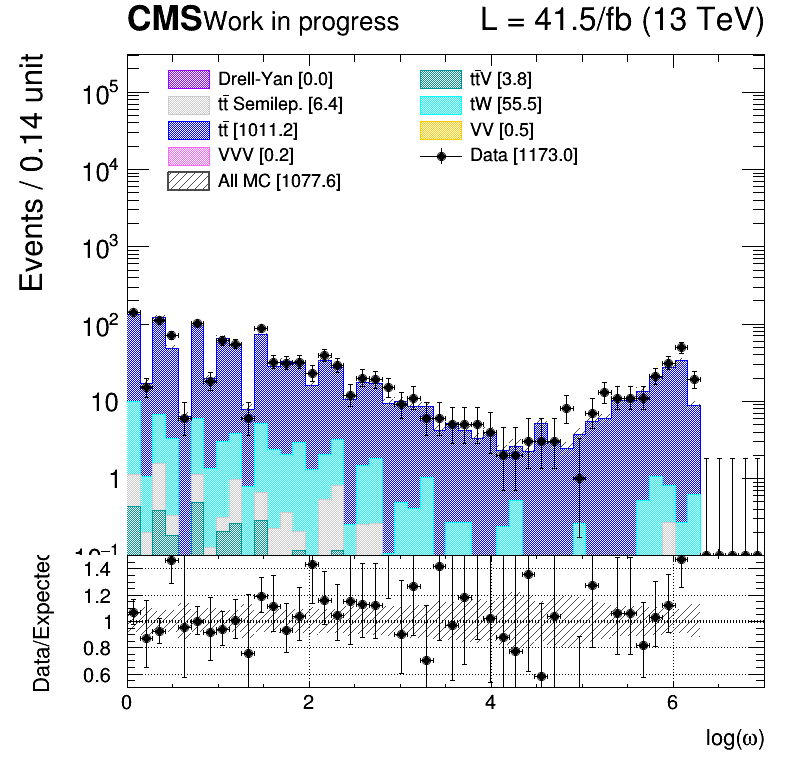 CMS Work in progress L = 41.5/fb (13 TeV)
Events / 0.14 unit
10⁵
10⁴
10³
10²
10
1
10⁻¹
Drell-Yan [0.0]
tt̄ Semilep. [6.4]
tt̄ [1011.2]
VVV [0.2]
All MC [1077.6]
tt̄V [3.8]
tW [55.5]
VV [0.5]
Data [1173.0]
Data/Expected
1.4
1.2
1
0.8
0.6
0 2 4 6
log(ω)